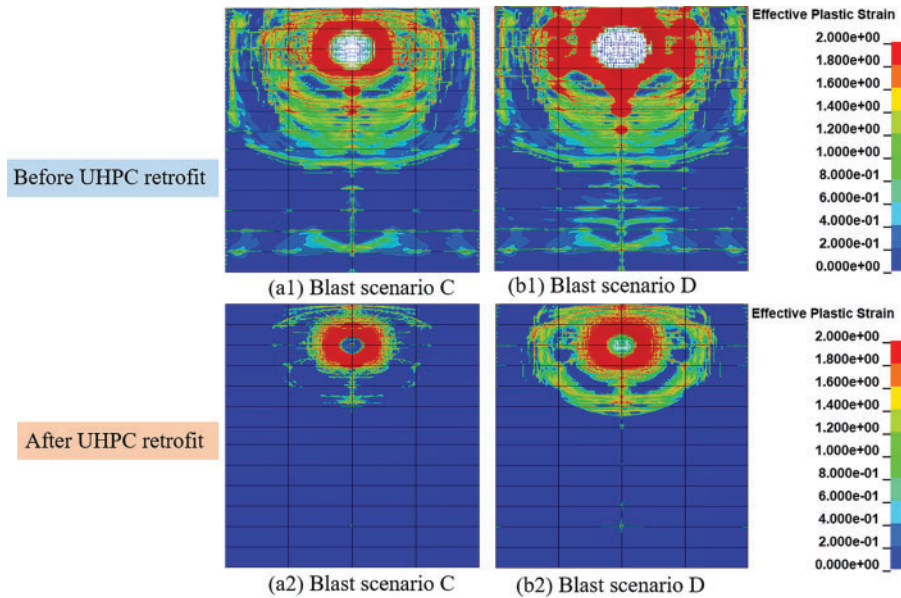 Effective Plastic Strain
2.000e+00
1.800e+00
1.600e+00
1.400e+00
1.200e+00
1.000e+00
8.000e-01
6.000e-01
4.000e-01
2.000e-01
0.000e+00
Before UHPC retrofit
(a1) Blast scenario C
(b1) Blast scenario D
Effective Plastic Strain
2.000e+00
1.800e+00
1.600e+00
1.400e+00
1.200e+00
1.000e+00
8.000e-01
6.000e-01
4.000e-01
2.000e-01
0.000e+00
After UHPC retrofit
(a2) Blast scenario C
(b2) Blast scenario D